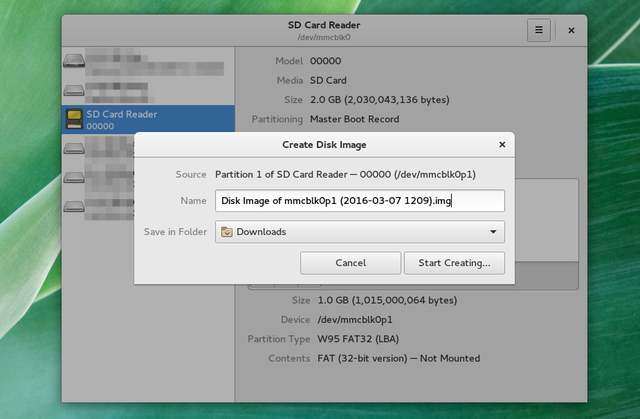 SD Card Reader
/dev/mmcblk0
Model 00000
Media SD Card
SD Card Reader
00000
Size 2.0 GB (2,030,043,136 bytes)
Partitioning Master Boot Record
Create Disk Image
Source Partition 1 of SD Card Reader — 00000 (/dev/mmcblk0p1)
Name Disk Image of mmcblk0p1 (2016-03-07 1209).img
Save in Folder Downloads
Cancel Start Creating...
Size 1.0 GB (1,015,000,064 bytes)
Device /dev/mmcblk0p1
Partition Type W95 FAT32 (LBA)
Contents FAT (32-bit version) — Not Mounted